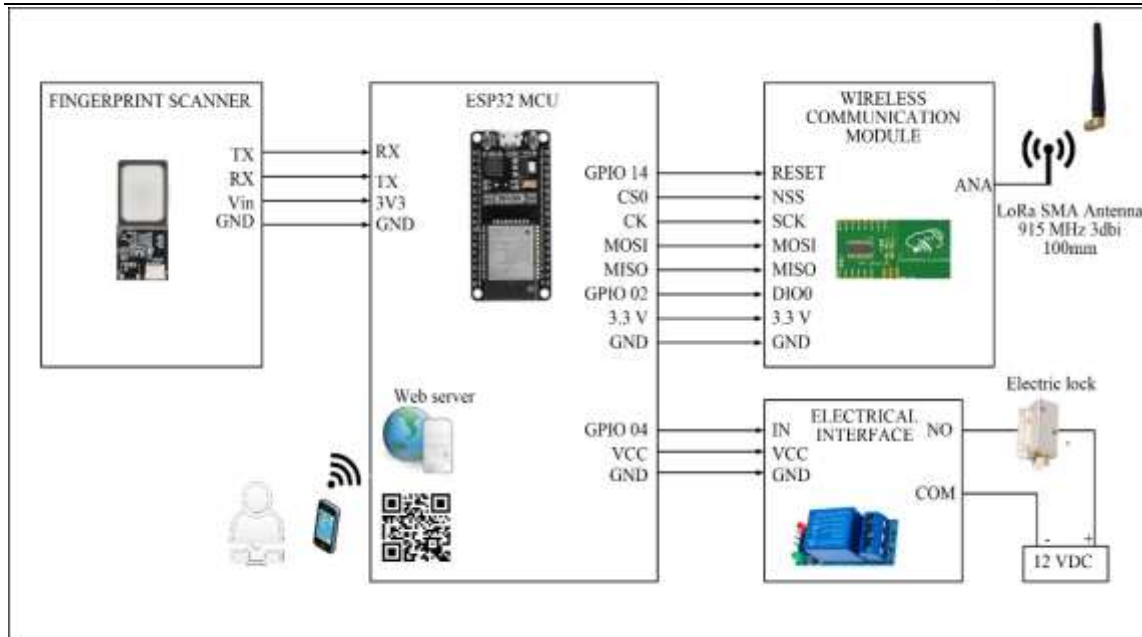 FINGERPRINT SCANNER
TX
RX
Vin
GND
ESP32 MCU
RX
TX
3V3
GND
GPIO 14
CS0
CK
MOSI
MISO
GPIO 02
3.3 V
GND
Web server
GPIO 04
VCC
GND
WIRELESS
COMMUNICATION
MODULE
RESET
NSS
SCK
MOSI
MISO
DIO0
3.3 V
GND
ANA
LoRa SMA Antenna
915 MHz 3dbi
100mm
ELECTRICAL
INTERFACE
IN
VCC
GND
NO
COM
Electric lock
-
- +
12 VDC